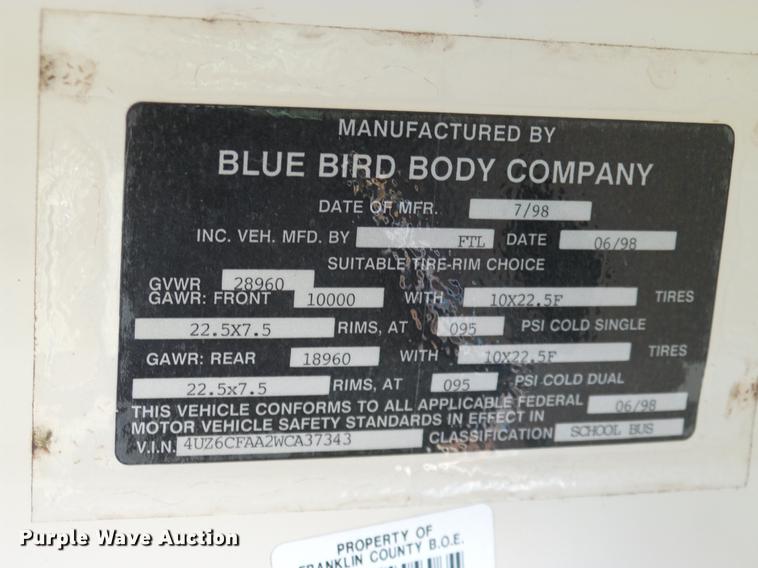 MANUFACTURED BY
BLUE BIRD BODY COMPANY
DATE OF MFR. 7/98
INC. VEH. MFD. BY FTL DATE 06/98
SUITABLE TIRE-RIM CHOICE
GVWR 28960
GAWR: FRONT 10000 WITH 10X22.5F TIRES
22.5X7.5 RIMS, AT 095 PSI COLD SINGLE
GAWR: REAR 18960 WITH 10X22.5F TIRES
22.5x7.5 RIMS, AT 095 PSI COLD DUAL
THIS VEHICLE CONFORMS TO ALL APPLICABLE FEDERAL 06/98
MOTOR VEHICLE SAFETY STANDARDS IN EFFECT IN
V.I.N. 4UZ6CFAA2WCA37343 CLASSIFICATION SCHOOL BUS
PROPERTY OF
FRANKLIN COUNTY B.O.E.
Purple Wave Auction